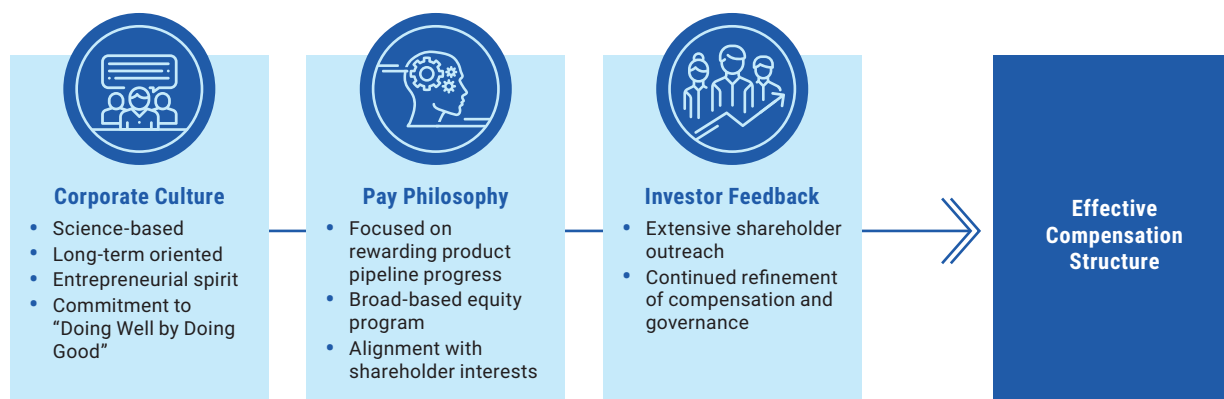 Corporate Culture
• Science-based
• Long-term oriented
• Entrepreneurial spirit
• Commitment to
“Doing Well by Doing
Good”
Pay Philosophy
• Focused on
rewarding product
pipeline progress
• Broad-based equity
program
• Alignment with
shareholder interests
Investor Feedback
• Extensive shareholder
outreach
• Continued refinement
of compensation and
governance
Effective
Compensation
Structure